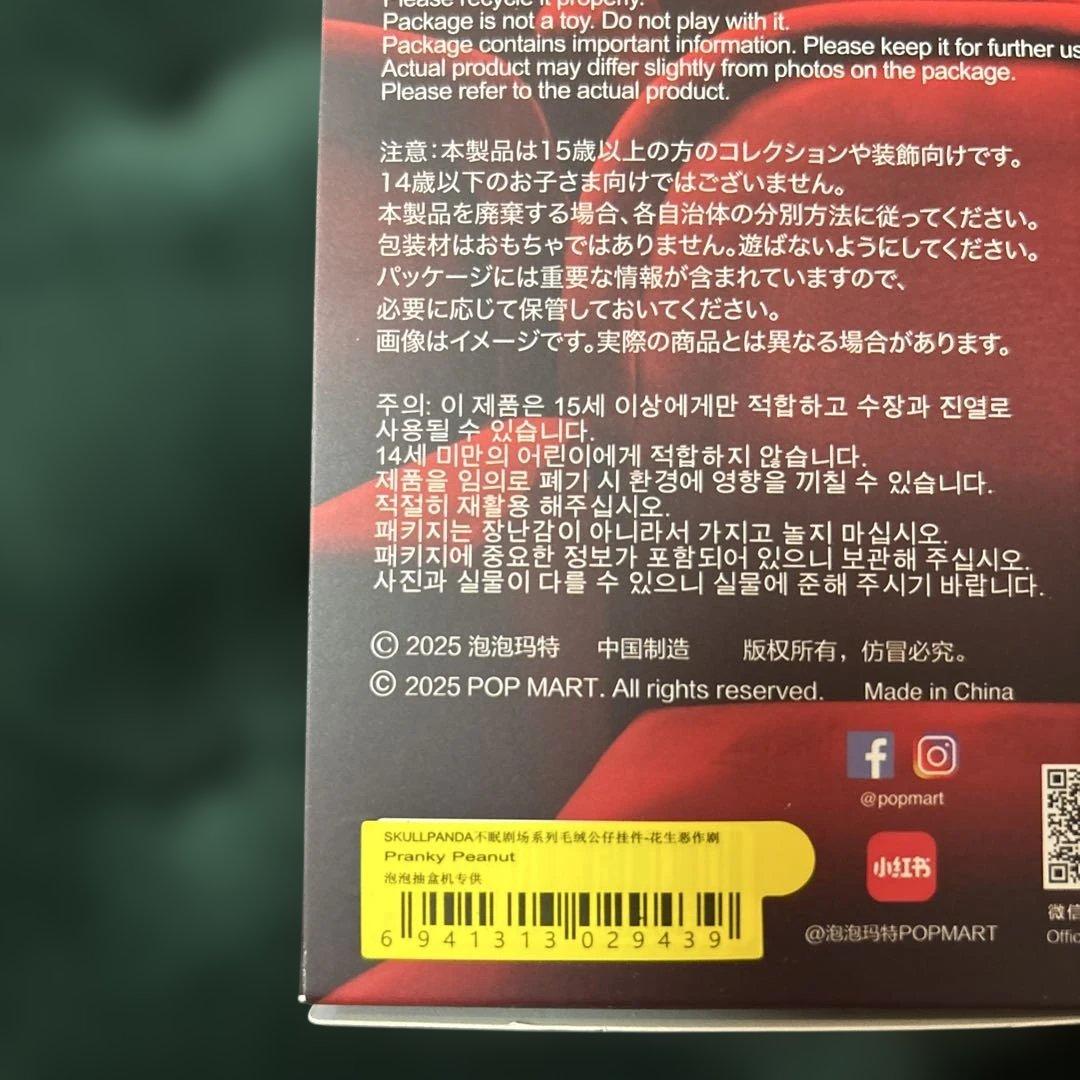 Please recycle it properly.
Package is not a toy. Do not play with it.
Package contains important information. Please keep it for further us
Actual product may differ slightly from photos on the package.
Please refer to the actual product.
注意:本製品は15歳以上の方のコレクションや装飾向けです。
14歳以下のお子さま向けではございません。
本製品を廃棄する場合、各自治体の分別方法に従ってください。
包装材はおもちゃではありません。遊ばないようにしてください。
パッケージには重要な情報が含まれていますので、
必要に応じて保管しておいてください。
画像はイメージです。実際の商品とは異なる場合があります。
주의: 이 제품은 15세 이상에게만 적합하고 수장과 진열로
사용될 수 있습니다.
14세 미만의 어린이에게 적합하지 않습니다.
제품을 임의로 폐기 시 환경에 영향을 끼칠 수 있습니다.
적절히 재활용 해주십시오.
패키지는 장난감이 아니라서 가지고 놀지 마십시오.
패키지에 중요한 정보가 포함되어 있으니 보관해 주십시오.
사진과 실물이 다를 수 있으니 실물에 준해 주시기 바랍니다.
© 2025 泡泡玛特 中国制造 版权所有，仿冒必究。
© 2025 POP MART. All rights reserved. Made in China
@popmart
SKULLPANDA不眠剧场系列毛绒公仔挂件-花生恶作剧
Pranky Peanut
泡泡抽盒机专供
6 941313 029439
小红书
@泡泡玛特POPMART
微信
Offic